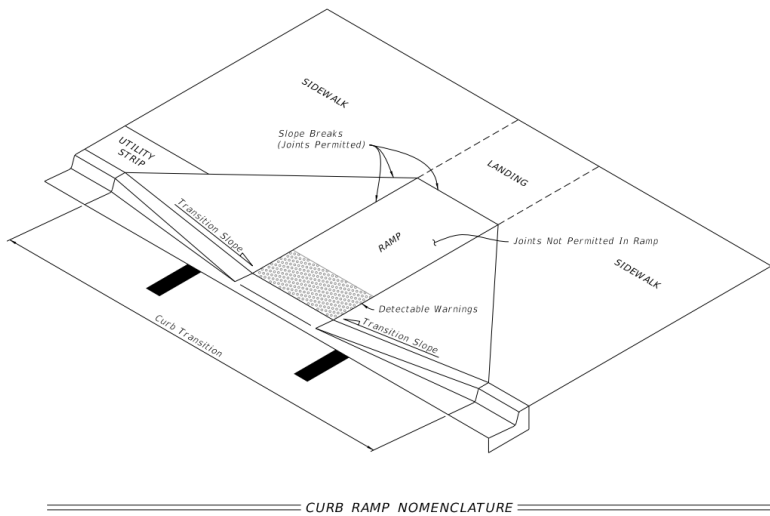 SIDEWALK
Slope Breaks
(Joints Permitted)
UTILITY
STRIP
LANDING
Transition Slope
RAMP
Joints Not Permitted In Ramp
SIDEWALK
Detectable Warnings
Transition Slope
Curb Transition
CURB RAMP NOMENCLATURE